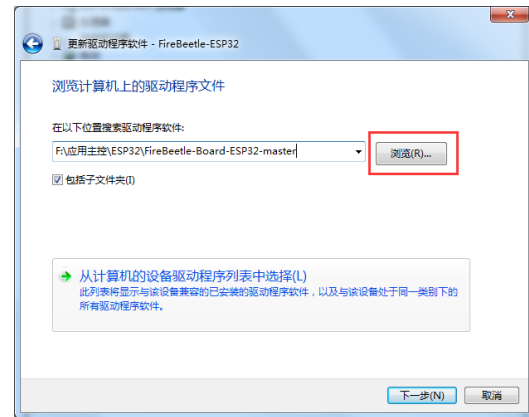 更新驱动程序软件 - FireBeetle-ESP32
浏览计算机上的驱动程序文件
在以下位置搜索驱动程序软件:
F:\应用主控\ESP32\FireBeetle-Board-ESP32-master
浏览(R)...
包括子文件夹(I)
从计算机的设备驱动程序列表中选择(L)
此列表将显示与该设备兼容的已安装的驱动程序软件，以及与该设备处于同一类别下的
所有驱动程序软件。
下一步(N)
取消